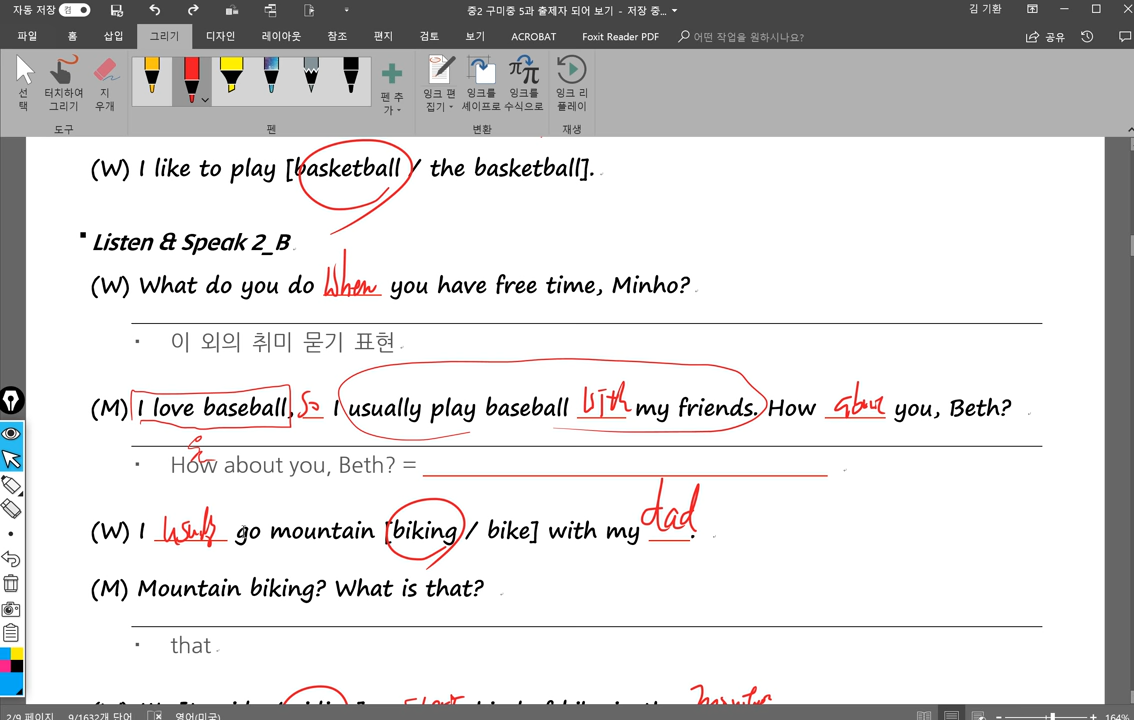 자동 저장 켬 중2 구미중 5과 출제자 되어 보기 - 저장 중... 김 기환
파일 홈 삽입 그리기 디자인 레이아웃 참조 편지 검토 보기 ACROBAT Foxit Reader PDF 어떤 작업을 원하시나요? 공유
선택 터치하여 그리기 지우개 펜 추가 잉크 편집기 잉크를 셰이프로 잉크를 수식으로 잉크 리플레이
도구 펜 변환 재생
(W) I like to play [basketball / the basketball].
Listen & Speak 2_B
(W) What do you do when you have free time, Minho?
이 외의 취미 묻기 표현
(M) I love baseball, so I usually play baseball with my friends. How about you, Beth?
How about you, Beth? =
(W) I usually go mountain [biking / bike] with my dad.
(M) Mountain biking? What is that?
that
2/9 페이지 9/1632개 단어 영어(미국) 164%